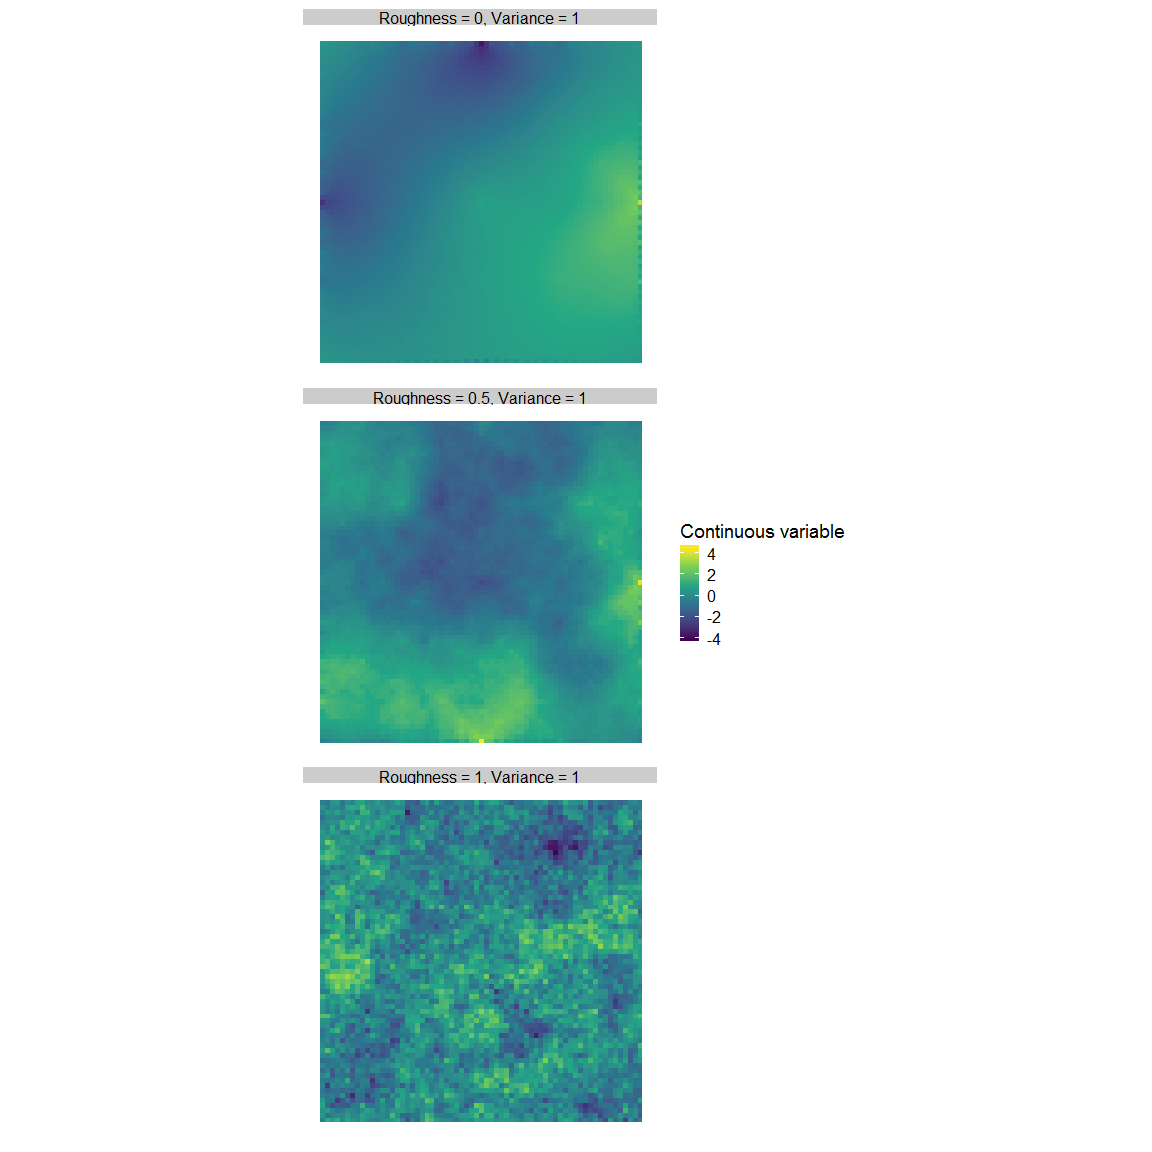 Roughness = 0, Variance = 1
Roughness = 0.5, Variance = 1
Continuous variable
4
2
0
-2
-4
Roughness = 1, Variance = 1